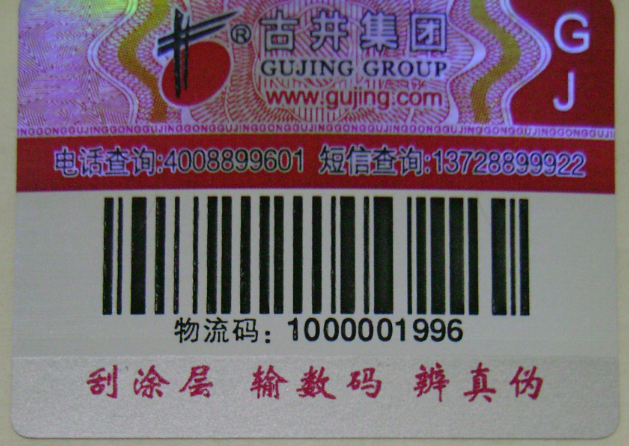 ®古井集团
GUJING GROUP
www.gujing.com
G
J
电话查询:4008899601 短信查询:13728899922
物流码：1000001996
刮涂层 输数码 辨真伪